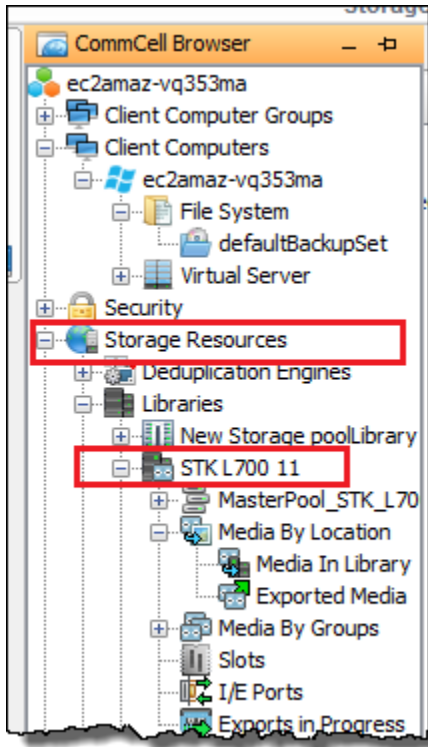 CommCell Browser
ec2amaz-vq353ma
Client Computer Groups
Client Computers
ec2amaz-vq353ma
File System
defaultBackupSet
Virtual Server
Security
Storage Resources
Deduplication Engines
Libraries
New Storage poolLibrary
STK L700 11
MasterPool_STK_L70
Media By Location
Media In Library
Exported Media
Media By Groups
Slots
I/E Ports
Exports in Progress